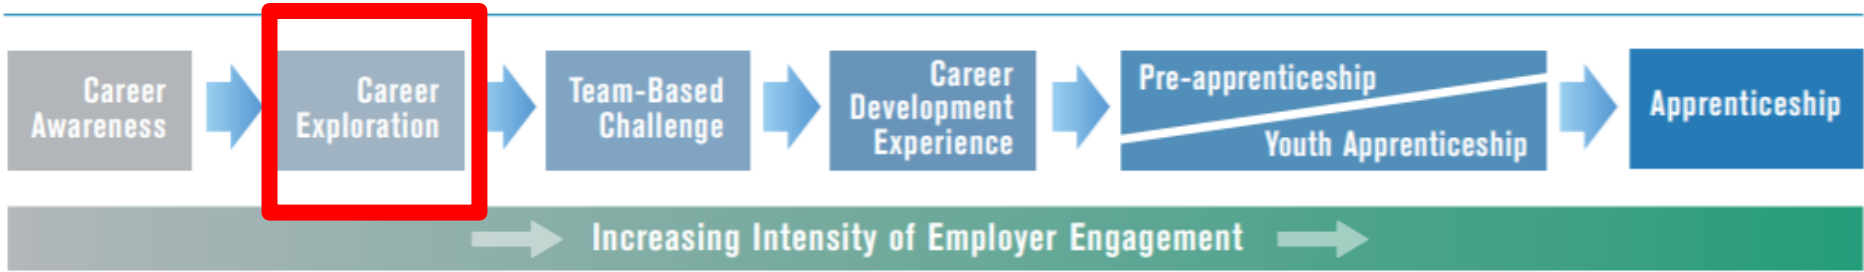 Career
Awareness
Career
Exploration
Team-Based
Challenge
Career
Development
Experience
Pre-apprenticeship
Youth Apprenticeship
Apprenticeship
Increasing Intensity of Employer Engagement